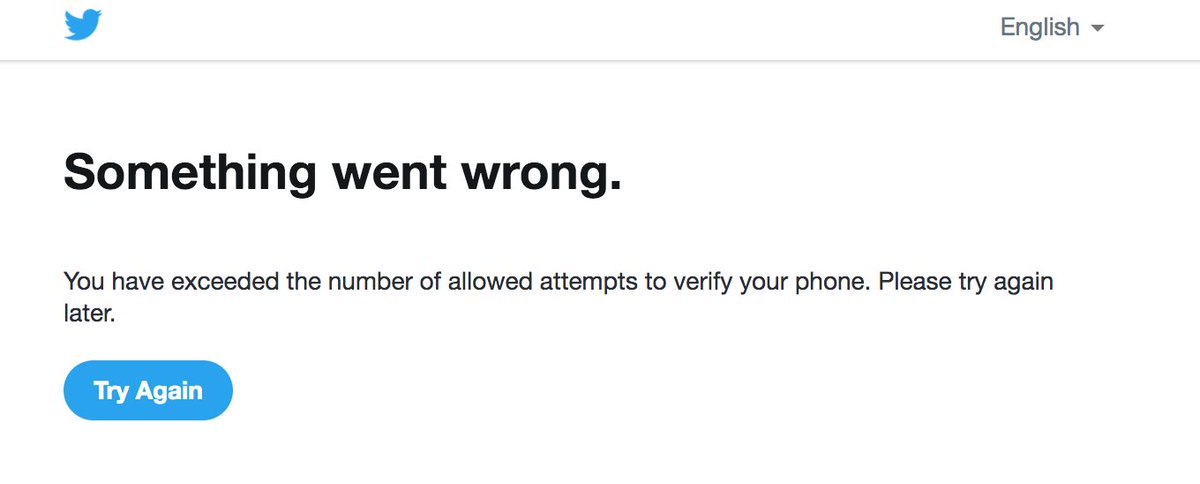 English
Something went wrong.
You have exceeded the number of allowed attempts to verify your phone. Please try again
later.
Try Again